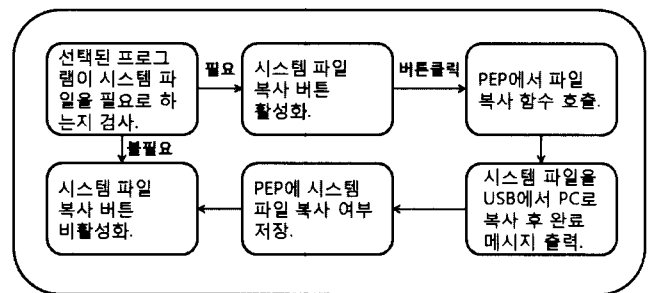 선택된 프로그
램이 시스템 파
일을 필요로 하
는지 검사.
필요
시스템 파일
복사 버튼
활성화.
버튼클릭
PEP에서 파일
복사 함수 호출.
불필요
시스템 파일
복사 버튼
비활성화.
PEP에 시스템
파일 복사 여부
저장.
시스템 파일을
USB에서 PC로
복사 후 완료
메시지 출력.